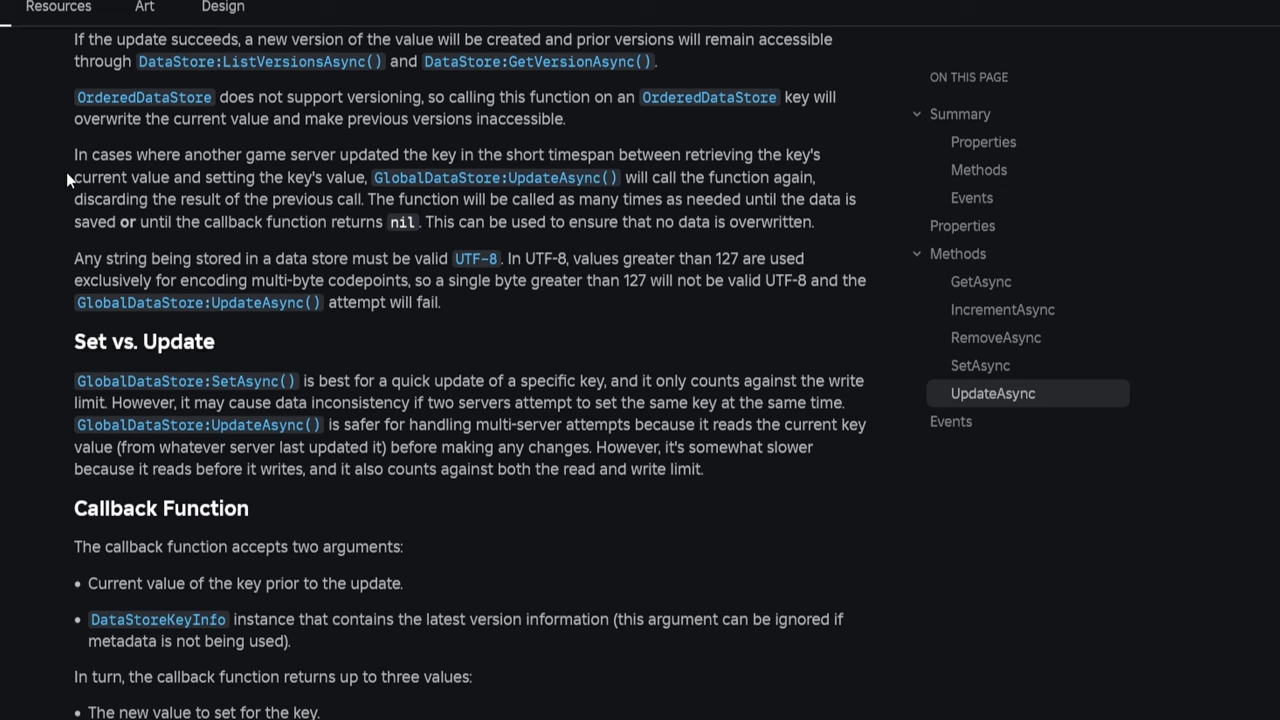 Resources Art Design
If the update succeeds, a new version of the value will be created and prior versions will remain accessible
through DataStore:ListVersionsAsync() and DataStore:GetVersionAsync().
OrderedDataStore does not support versioning, so calling this function on an OrderedDataStore key will
overwrite the current value and make previous versions inaccessible.
In cases where another game server updated the key in the short timespan between retrieving the key's
current value and setting the key's value, GlobalDataStore:UpdateAsync() will call the function again,
discarding the result of the previous call. The function will be called as many times as needed until the data is
saved or until the callback function returns nil. This can be used to ensure that no data is overwritten.
Any string being stored in a data store must be valid UTF-8. In UTF-8, values greater than 127 are used
exclusively for encoding multi-byte codepoints, so a single byte greater than 127 will not be valid UTF-8 and the
GlobalDataStore:UpdateAsync() attempt will fail.
Set vs. Update
GlobalDataStore:SetAsync() is best for a quick update of a specific key, and it only counts against the write
limit. However, it may cause data inconsistency if two servers attempt to set the same key at the same time.
GlobalDataStore:UpdateAsync() is safer for handling multi-server attempts because it reads the current key
value (from whatever server last updated it) before making any changes. However, it's somewhat slower
because it reads before it writes, and it also counts against both the read and write limit.
Callback Function
The callback function accepts two arguments:
• Current value of the key prior to the update.
• DataStoreKeyInfo instance that contains the latest version information (this argument can be ignored if
metadata is not being used).
In turn, the callback function returns up to three values:
• The new value to set for the key.
ON THIS PAGE
Summary
Properties
Methods
Events
Properties
Methods
GetAsync
IncrementAsync
RemoveAsync
SetAsync
UpdateAsync
Events